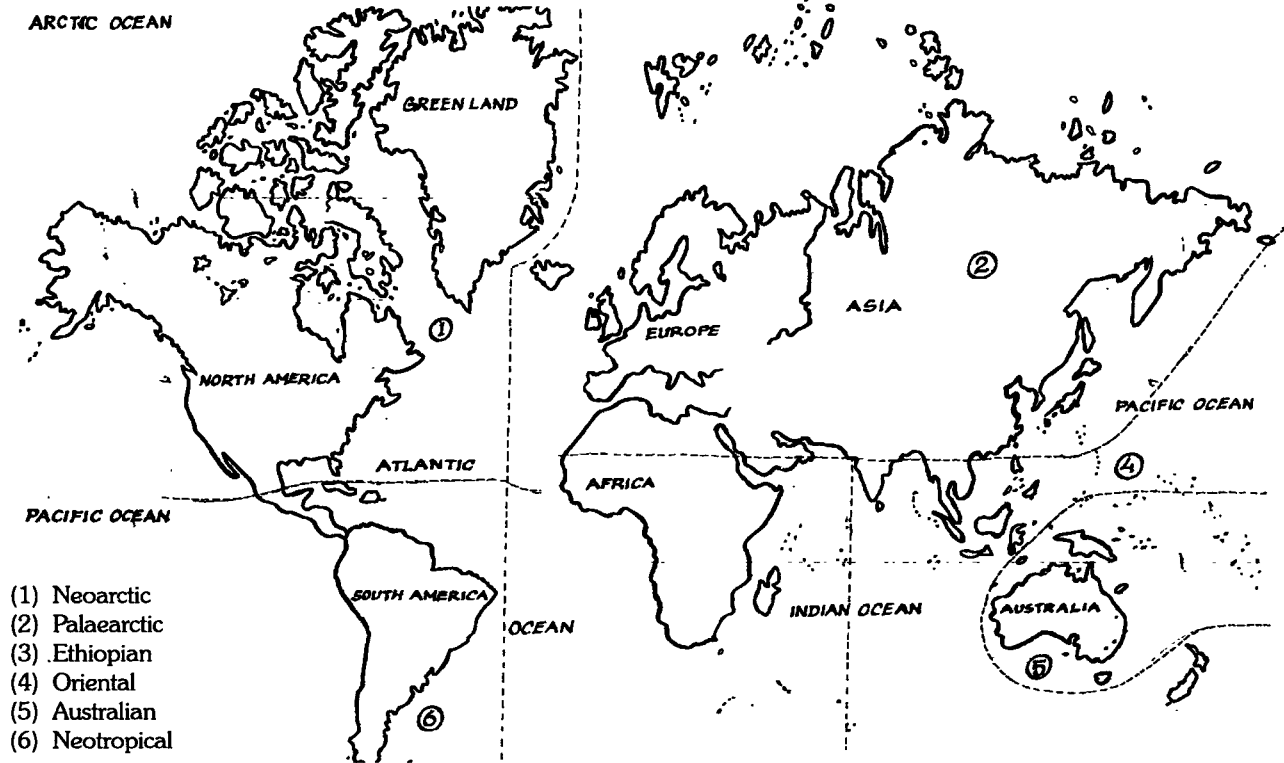 ARCTIC OCEAN
GREEN LAND
②
ASIA
①
EUROPE
NORTH AMERICA
PACIFIC OCEAN
ATLANTIC
④
AFRICA
PACIFIC OCEAN
SOUTH AMERICA
INDIAN OCEAN
AUSTRALIA
OCEAN
⑤
⑥
(1) Neoarctic
(2) Palaearctic
(3) .Ethiopian
(4) Oriental
(5) Australian
(6) Neotropical